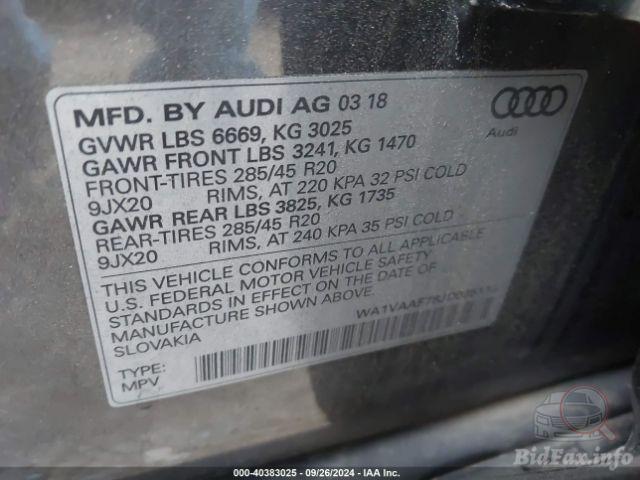 MFD. BY AUDI AG 03 18
GVWR LBS 6669, KG 3025
GAWR FRONT LBS 3241, KG 1470
FRONT-TIRES 285/45 R20
9JX20 RIMS, AT 220 KPA 32 PSI COLD
GAWR REAR LBS 3825, KG 1735
REAR-TIRES 285/45 R20
9JX20 RIMS, AT 240 KPA 35 PSI COLD
Audi
THIS VEHICLE CONFORMS TO ALL APPLICABLE
U.S. FEDERAL MOTOR VEHICLE SAFETY
STANDARDS IN EFFECT ON THE DATE OF
MANUFACTURE SHOWN ABOVE.
SLOVAKIA
TYPE:
MPV
BidFax.info
000-40383025 - 09/26/2024 - IAA Inc.